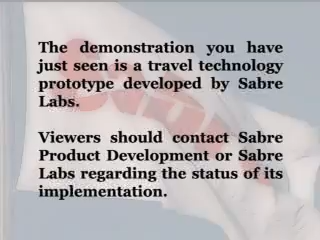 The demonstration you have
just seen is a travel technology
prototype developed by Sabre
Labs.
Viewers should contact Sabre
Product Development or Sabre
Labs regarding the status of its
implementation.